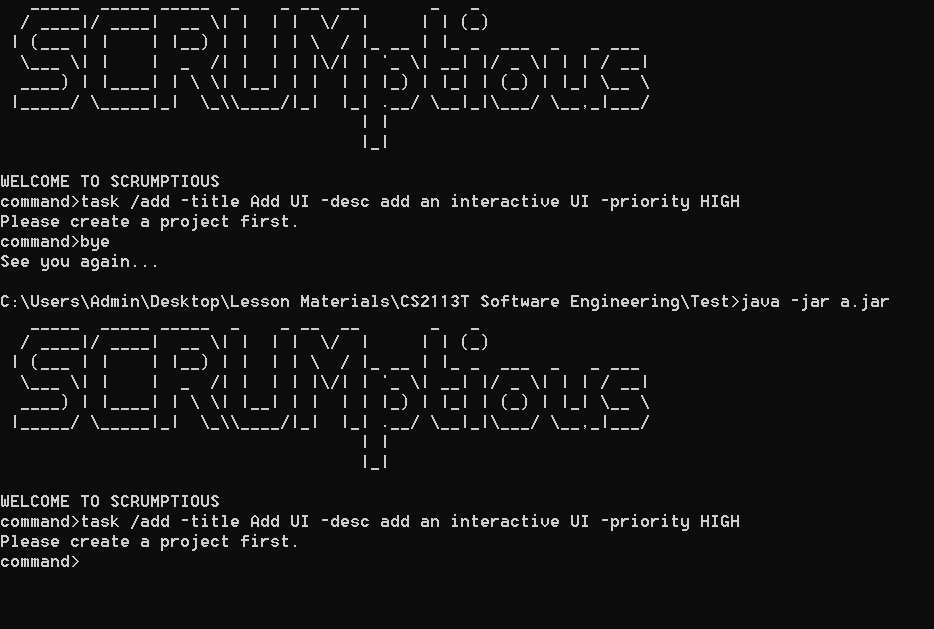 SCRUMptious
WELCOME TO SCRUMPTIOUS
command>task /add -title Add UI -desc add an interactive UI -priority HIGH
Please create a project first.
command>bye
See you again...
C:\Users\Admin\Desktop\Lesson Materials\CS2113T Software Engineering\Test>java -jar a.jar
SCRUMptious
WELCOME TO SCRUMPTIOUS
command>task /add -title Add UI -desc add an interactive UI -priority HIGH
Please create a project first.
command>